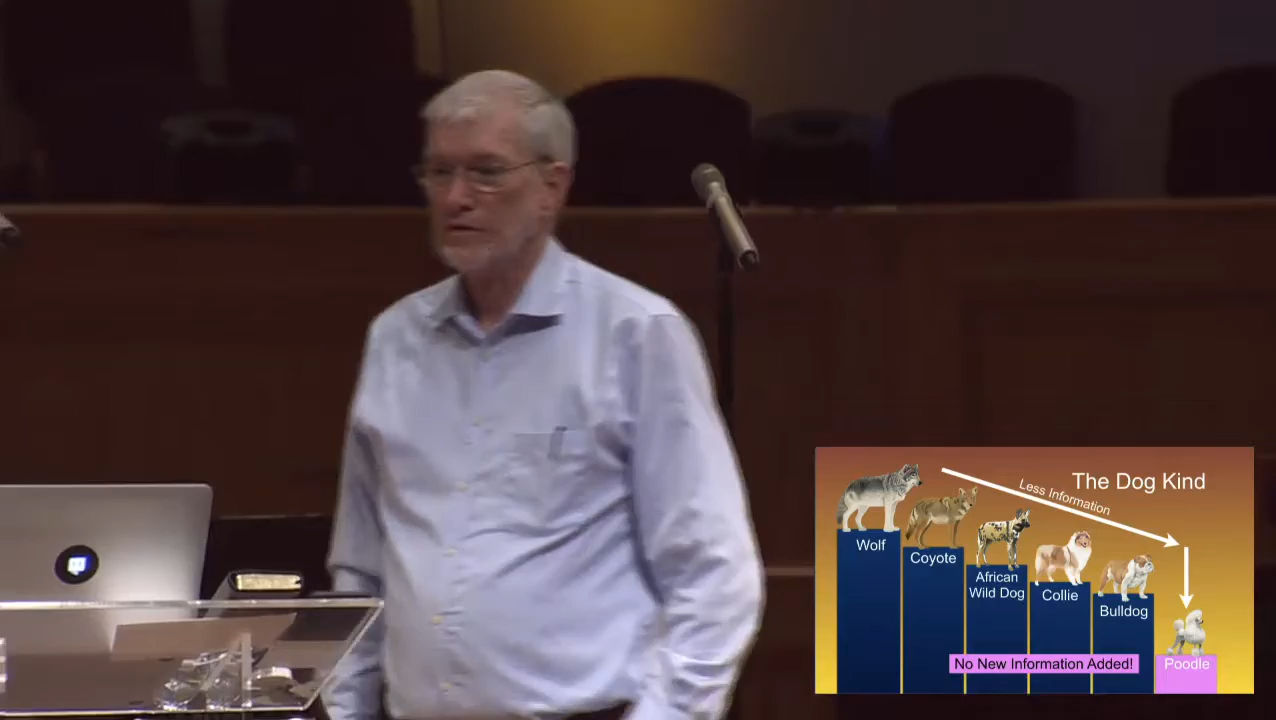 The Dog Kind
Less Information
Wolf
Coyote
African
Wild Dog
Collie
Bulldog
Poodle
No New Information Added!